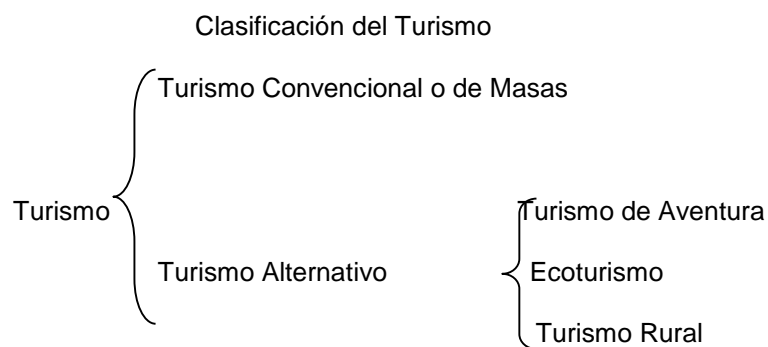 Clasificación del Turismo
Turismo Convencional o de Masas
Turismo
Turismo de Aventura
Turismo Alternativo
Ecoturismo
Turismo Rural